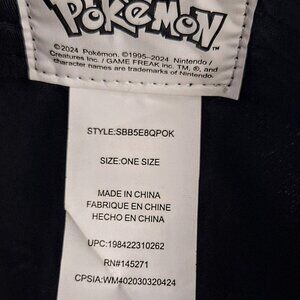 POKéMON
©2024 Pokémon. ©1995–2024 Nintendo /
Creatures Inc. / GAME FREAK inc. TM, ®, and
character names are trademarks of Nintendo.
STYLE:SBB5E8QPOK
SIZE:ONE SIZE
MADE IN CHINA
FABRIQUE EN CHINE
HECHO EN CHINA
UPC:198422310262
RN#145271
CPSIA:WM402030320424